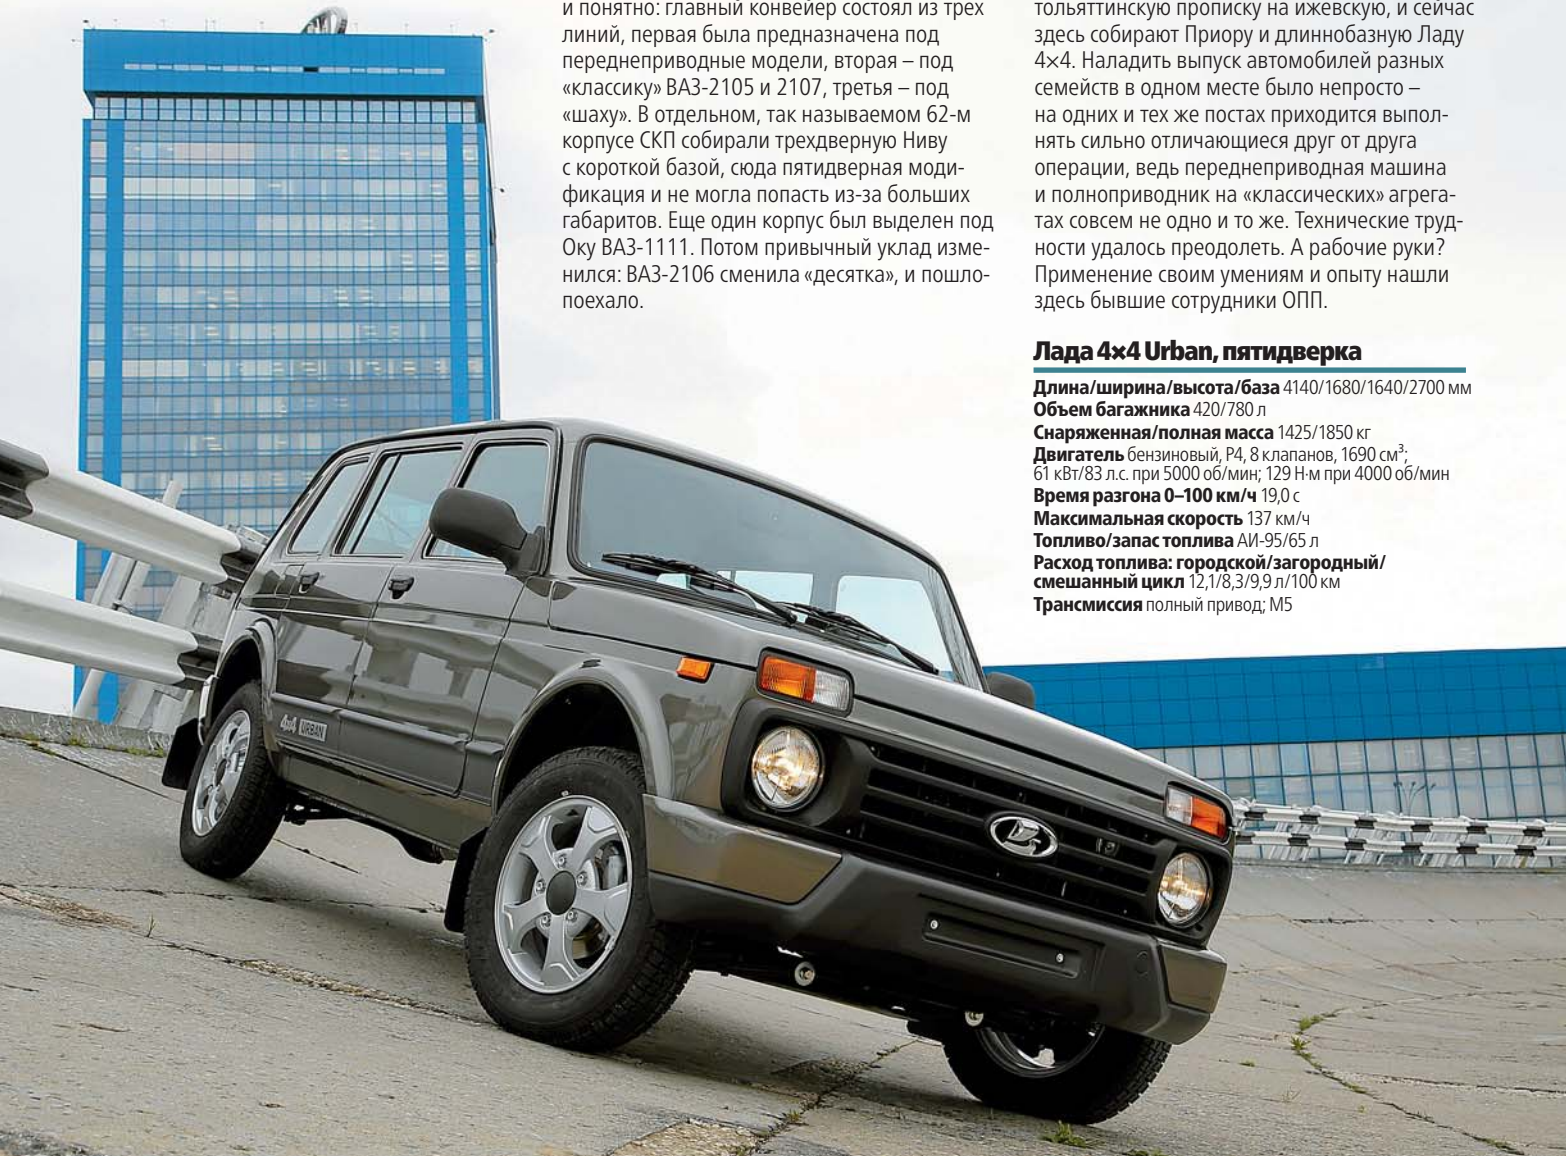 и понятно: главный конвейер состоял из трех
линий, первая была предназначена под
переднеприводные модели, вторая – под
«классику» ВАЗ-2105 и 2107, третья – под
«шаху». В отдельном, так называемом 62-м
корпусе СКП собирали трехдверную Ниву
с короткой базой, сюда пятидверная моди-
фикация и не могла попасть из-за больших
габаритов. Еще один корпус был выделен под
Оку ВАЗ-1111. Потом привычный уклад изме-
нился: ВАЗ-2106 сменила «десятка», и пошло-
поехало.
тольяттинскую прописку на ижевскую, и сейчас
здесь собирают Приору и длиннобазную Ладу
4×4. Наладить выпуск автомобилей разных
семейств в одном месте было непросто –
на одних и тех же постах приходится выпол-
нять сильно отличающиеся друг от друга
операции, ведь переднеприводная машина
и полноприводник на «классических» агрега-
тах совсем не одно и то же. Технические труд-
ности удалось преодолеть. А рабочие руки?
Применение своим умениям и опыту нашли
здесь бывшие сотрудники ОПП.
Лада 4×4 Urban, пятидверка
Длина/ширина/высота/база 4140/1680/1640/2700 мм
Объем багажника 420/780 л
Снаряженная/полная масса 1425/1850 кг
Двигатель бензиновый, Р4, 8 клапанов, 1690 см³;
61 кВт/83 л.с. при 5000 об/мин; 129 Н·м при 4000 об/мин
Время разгона 0–100 км/ч 19,0 с
Максимальная скорость 137 км/ч
Топливо/запас топлива АИ-95/65 л
Расход топлива: городской/загородный/
смешанный цикл 12,1/8,3/9,9 л/100 км
Трансмиссия полный привод; М5
4x4 URBAN